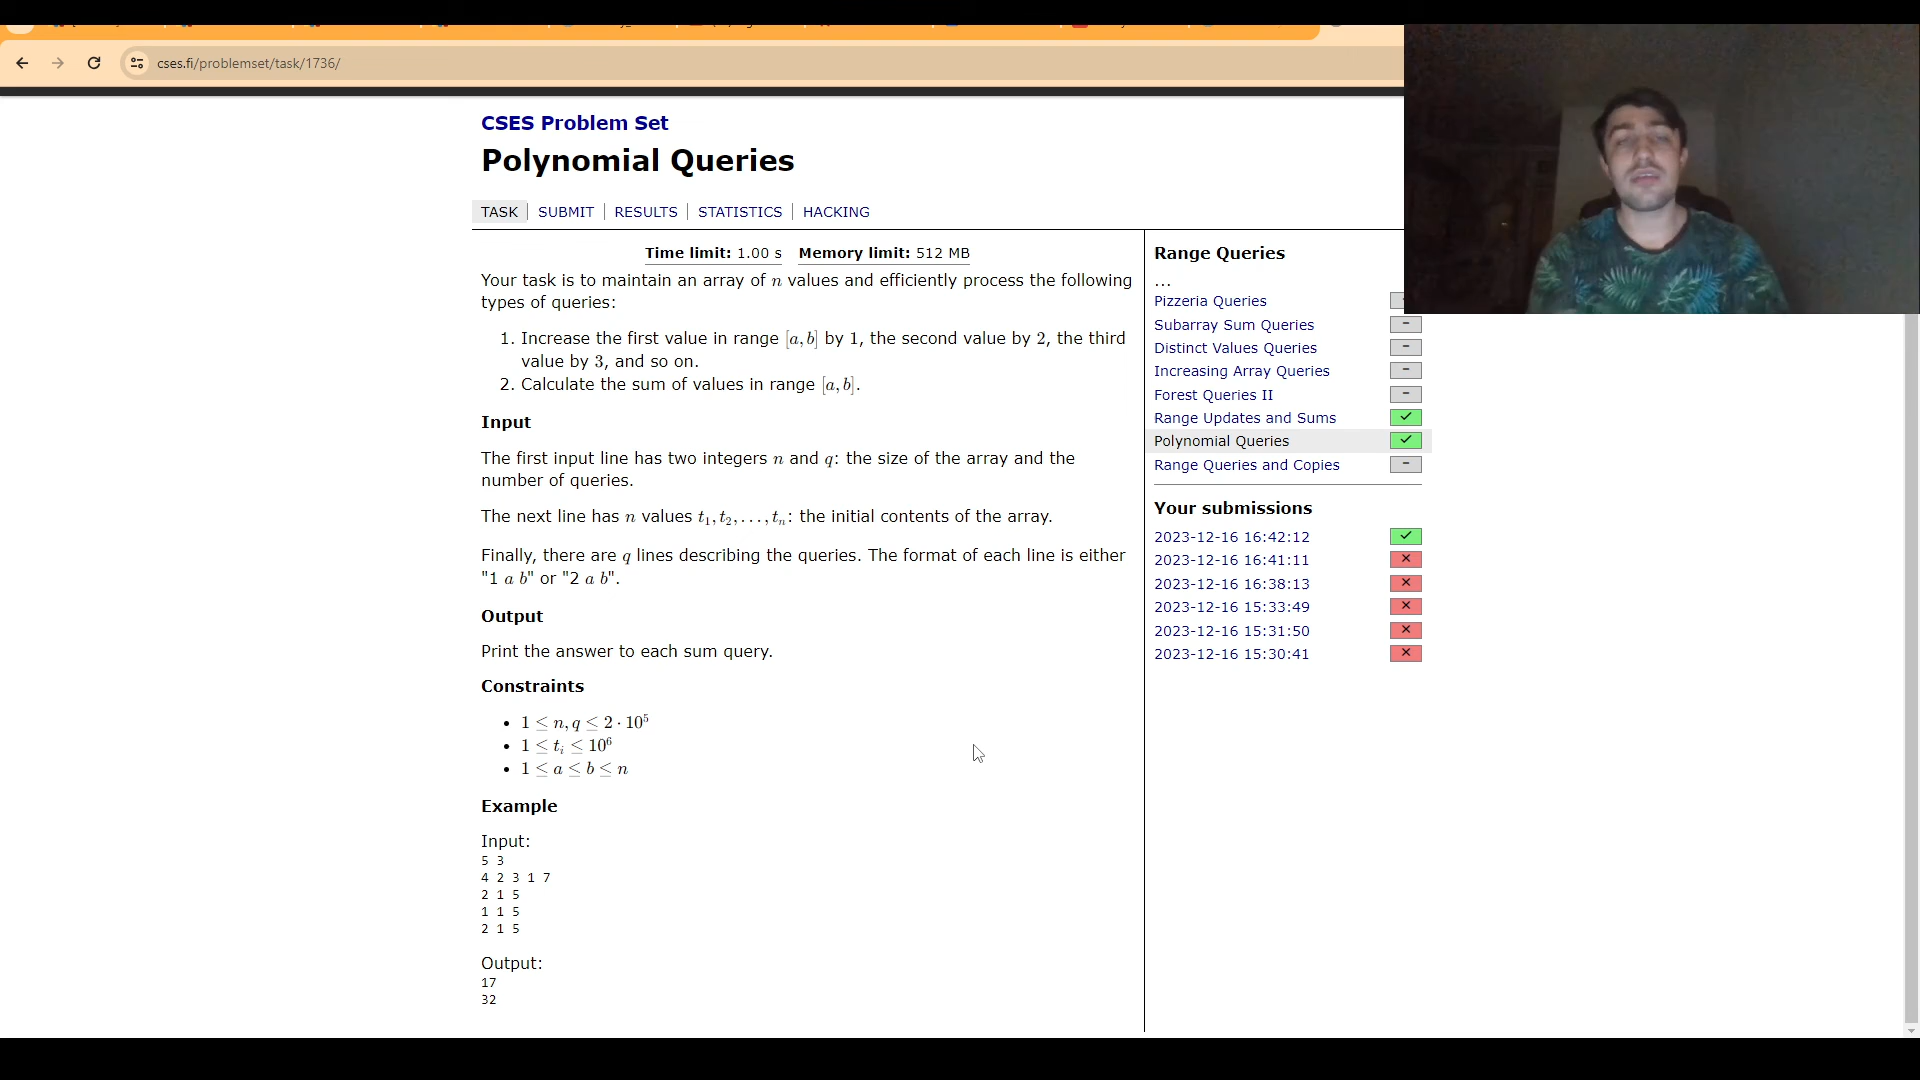 cses.fi/problemset/task/1736/
CSES Problem Set
Polynomial Queries
TASK | SUBMIT | RESULTS | STATISTICS | HACKING
Time limit: 1.00 s Memory limit: 512 MB
Your task is to maintain an array of n values and efficiently process the following
types of queries:
1. Increase the first value in range [a, b] by 1, the second value by 2, the third
value by 3, and so on.
2. Calculate the sum of values in range [a, b].
Input
The first input line has two integers n and q: the size of the array and the
number of queries.
The next line has n values t₁, t₂, . . . , tₙ: the initial contents of the array.
Finally, there are q lines describing the queries. The format of each line is either
"1 a b" or "2 a b".
Output
Print the answer to each sum query.
Constraints
• 1 ≤ n, q ≤ 2 · 10⁵
• 1 ≤ tᵢ ≤ 10⁶
• 1 ≤ a ≤ b ≤ n
Example
Input:
5 3
4 2 3 1 7
2 1 5
1 1 5
2 1 5
Output:
17
32
Range Queries
...
Pizzeria Queries
Subarray Sum Queries
Distinct Values Queries
Increasing Array Queries
Forest Queries II
Range Updates and Sums
Polynomial Queries
Range Queries and Copies
Your submissions
2023-12-16 16:42:12
2023-12-16 16:41:11
2023-12-16 16:38:13
2023-12-16 15:33:49
2023-12-16 15:31:50
2023-12-16 15:30:41